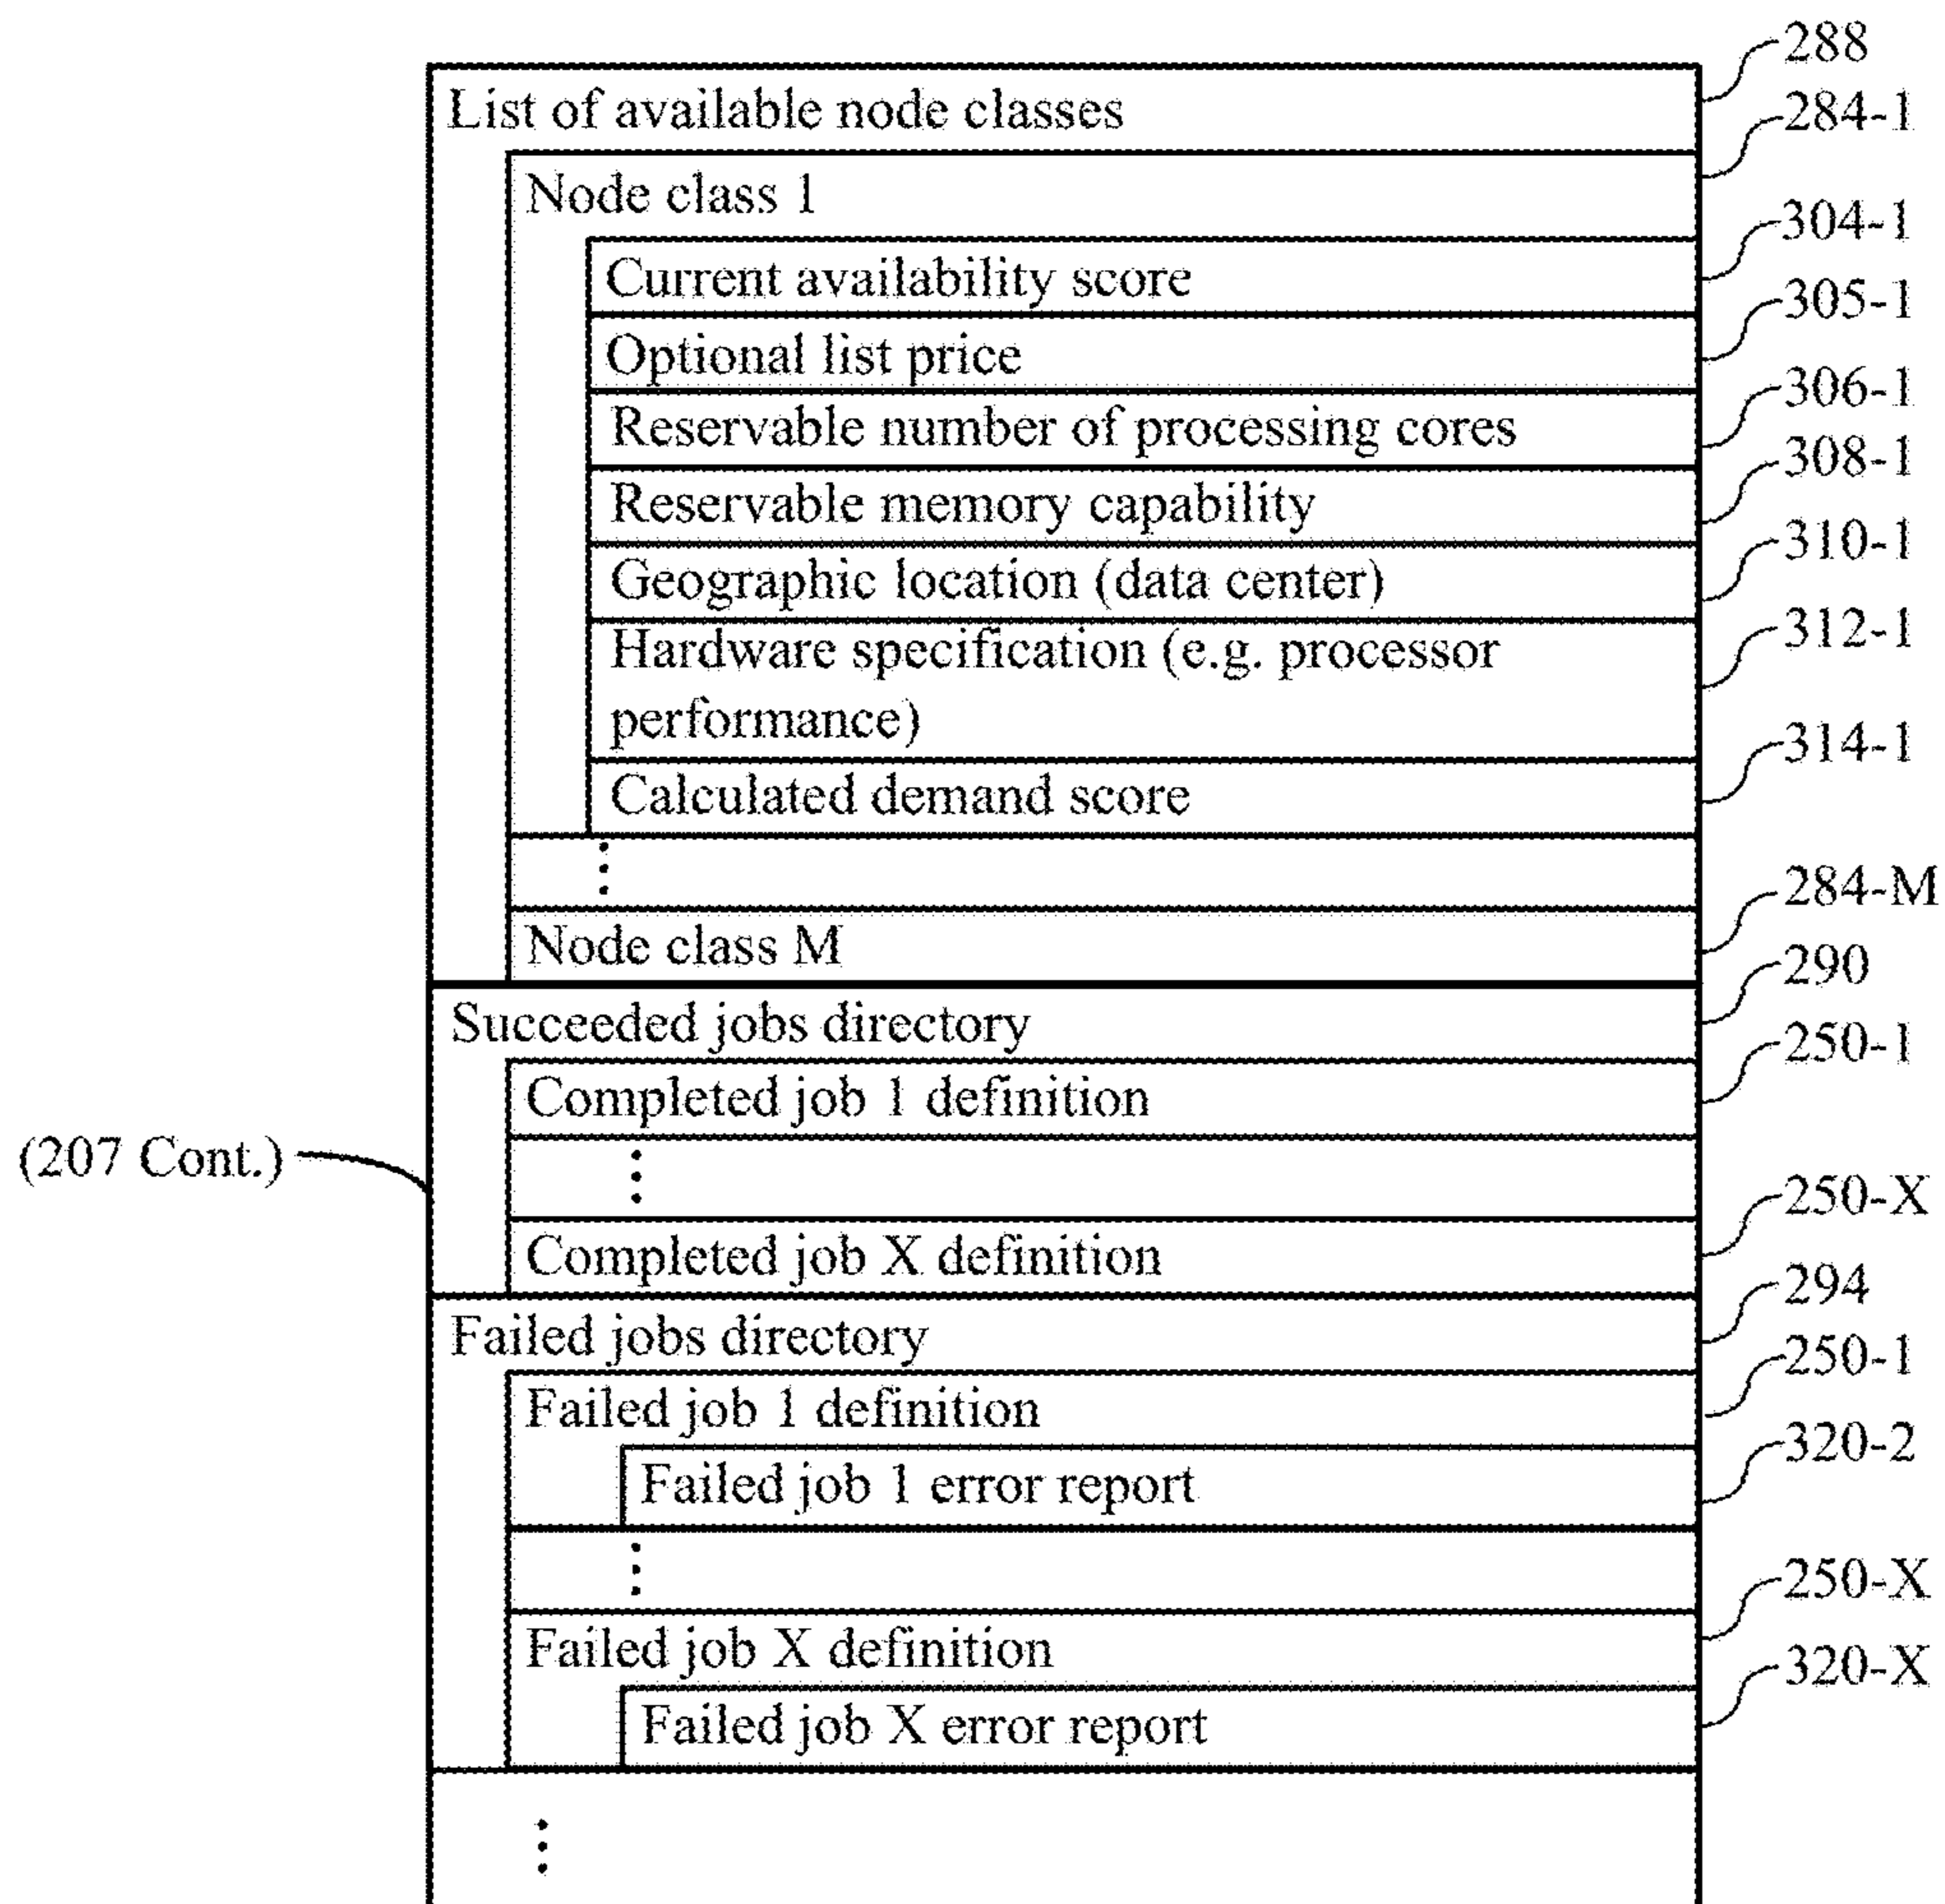 288
List of available node classes
284-1
Node class 1
304-1
Current availability score
305-1
Optional list price
306-1
Reservable number of processing cores
308-1
Reservable memory capability
310-1
Geographic location (data center)
312-1
Hardware specification (e.g. processor
performance)
314-1
Calculated demand score
284-M
Node class M
290
Succeeded jobs directory
250-1
Completed job 1 definition
(207 Cont.)
250-X
Completed job X definition
294
Failed jobs directory
250-1
Failed job 1 definition
320-2
Failed job 1 error report
250-X
Failed job X definition
320-X
Failed job X error report